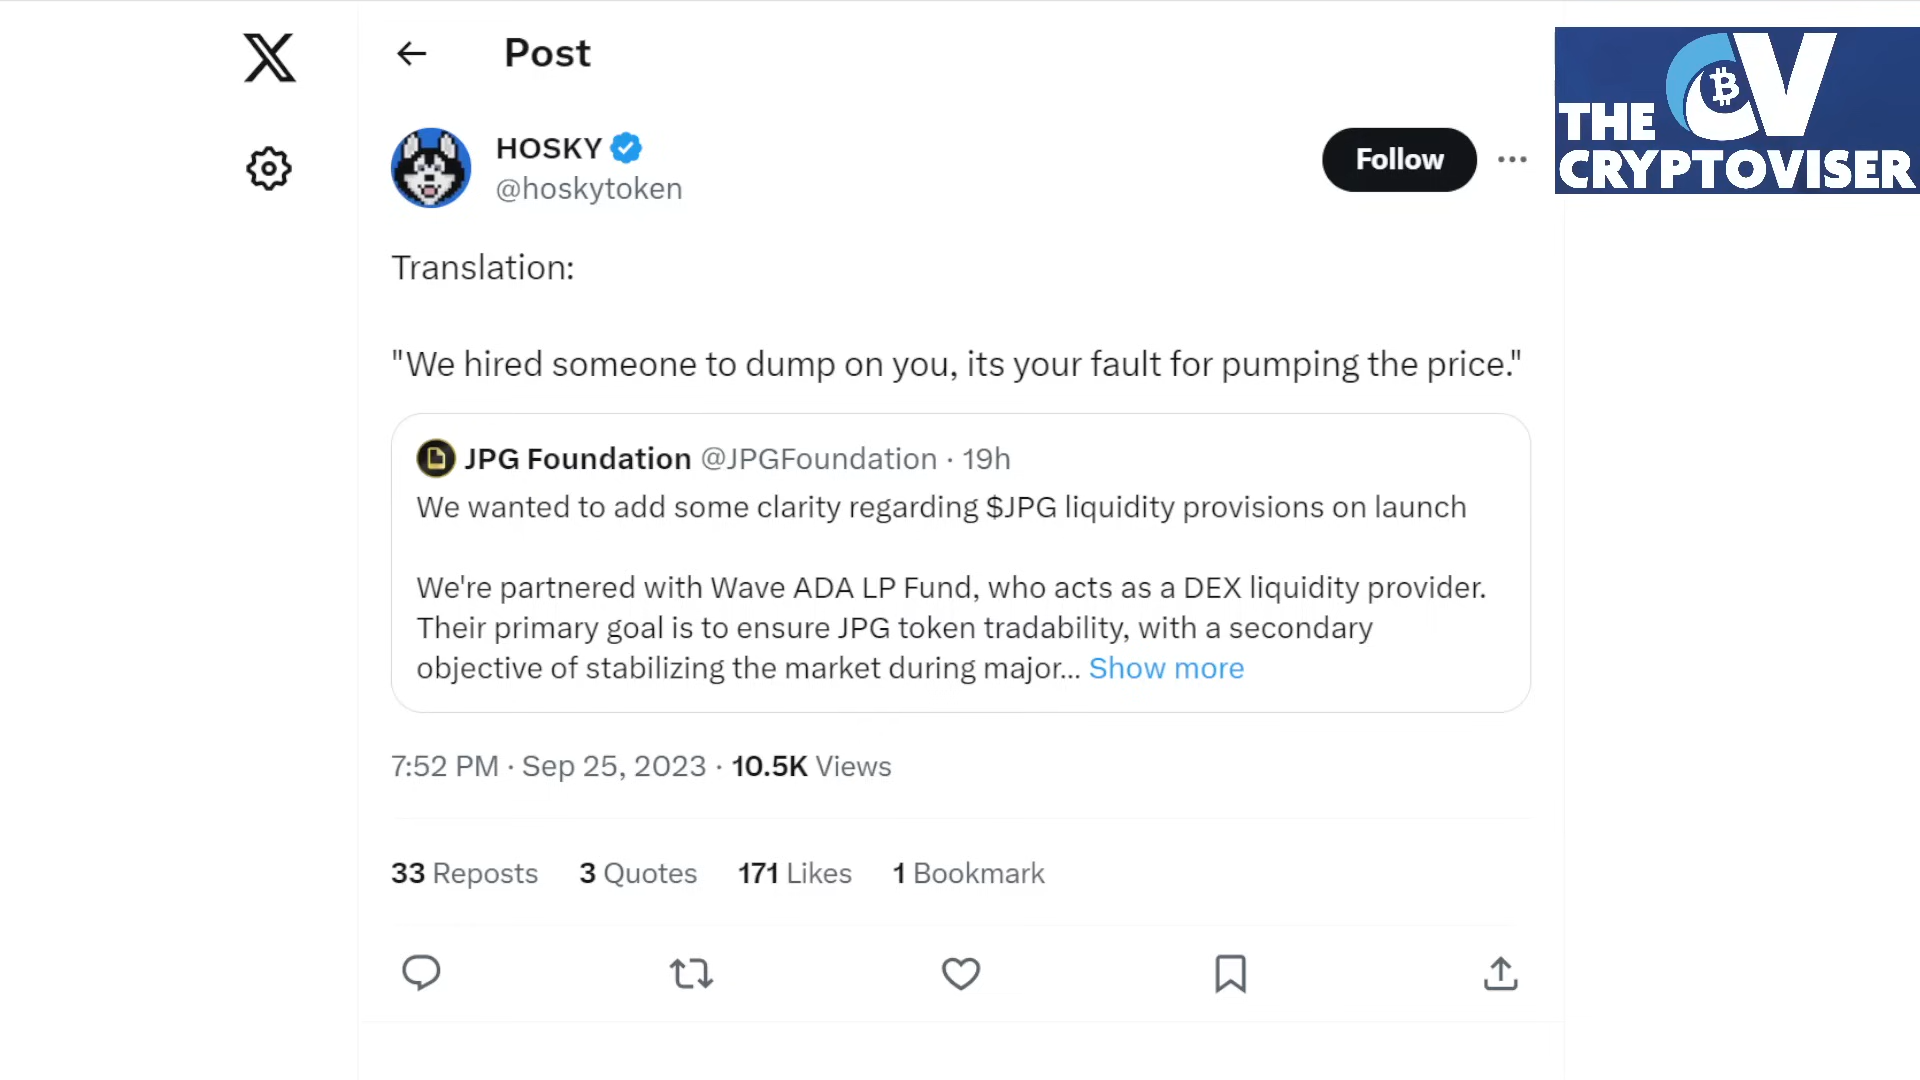 Post
THE CV
CRYPTOVISER
HOSKY
@hoskytoken
Follow
Translation:
"We hired someone to dump on you, its your fault for pumping the price."
JPG Foundation @JPGFoundation · 19h
We wanted to add some clarity regarding $JPG liquidity provisions on launch
We're partnered with Wave ADA LP Fund, who acts as a DEX liquidity provider.
Their primary goal is to ensure JPG token tradability, with a secondary
objective of stabilizing the market during major... Show more
7:52 PM · Sep 25, 2023 · 10.5K Views
33 Reposts 3 Quotes 171 Likes 1 Bookmark